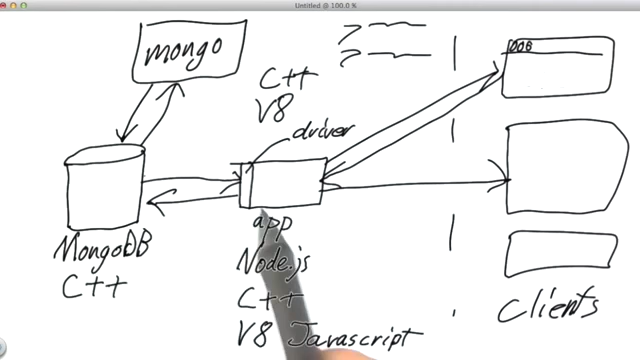 Untitled @ 100.0 %
mongo
C++
V8
driver
MongoDB
C++
app
Node.js
C++
V8 Javascript
clients